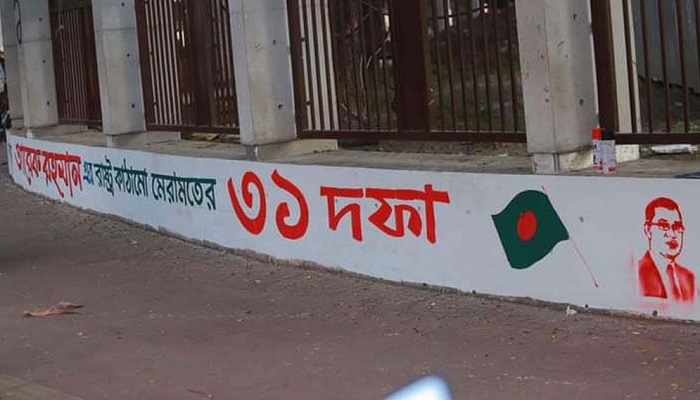 তারেক রহমান এর রাষ্ট্র কাঠামো মেরামতের ৩১ দফা